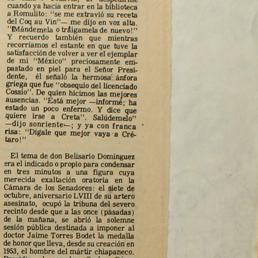 cuando ya hacía entrar en la biblioteca
a Romulito: "se me extravió su receta
del Coq au Vin" — me dijo en voz alta.
"Mándemela o tráigamela de nuevo!"
Y recuerdo también que mientras
recorríamos el estante en que tuve la
satisfacción de volver a ver el ejemplar
de mi "México" preciosamente em-
pastado en piel para el Señor Presi-
dente, él señaló la hermosa ánfora
griega que fue "obsequio del licenciado
Cossío". De quien hicimos las mejores
ausencias. "Está mejor —informé; ha
estado un poco enfermo. Y dice que
quiere irse a Creta". Salúdemelo"
—dijo sonriente—; y ya con franca
risa: "Dígale que mejor vaya a Cré-
taro!"
El tema de don Belisario Domínguez
era el indicado o propio para condensar
en tres minutos a una figura cuya
merecida exaltación oratoria en la
Cámara de los Senadores: el siete de
octubre, aniversario LVIII de su artero
asesinato, ocupó la tribuna del severo
recinto desde que a las once (pasadas)
de la mañana, se abrió la solemne
sesión pública destinada a imponer al
doctor Jaime Torres Bodet la medalla
de honor que lleva, desde su creación en
1953, el hombre del mártir chiapaneco.